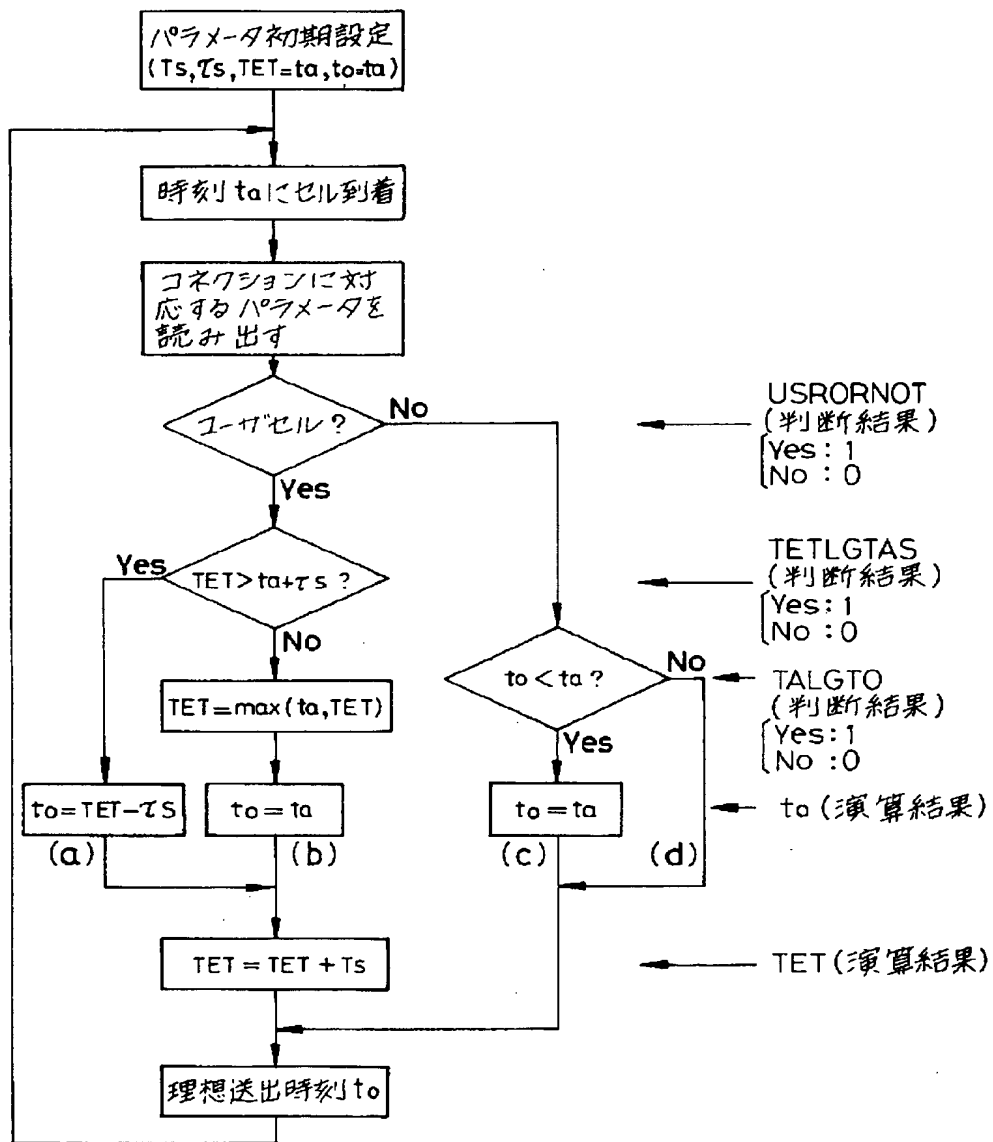 パラメータ初期設定
(Ts,τs,TET=ta,to=ta)
時刻taにセル到着
コネクションに対
応するパラメータを
読み出す
ユーザセル?
No
Yes
USRORNOT
(判断結果)
Yes:1
No:0
TET>ta+τs?
Yes
No
TETLGTAS
(判断結果)
Yes:1
No:0
to<ta?
No
Yes
TALGTO
(判断結果)
Yes:1
No:0
TET=max(ta,TET)
to=TET-τs
to=ta
to=ta
to(演算結果)
(a)
(b)
(c)
(d)
TET=TET+Ts
TET(演算結果)
理想送出時刻to